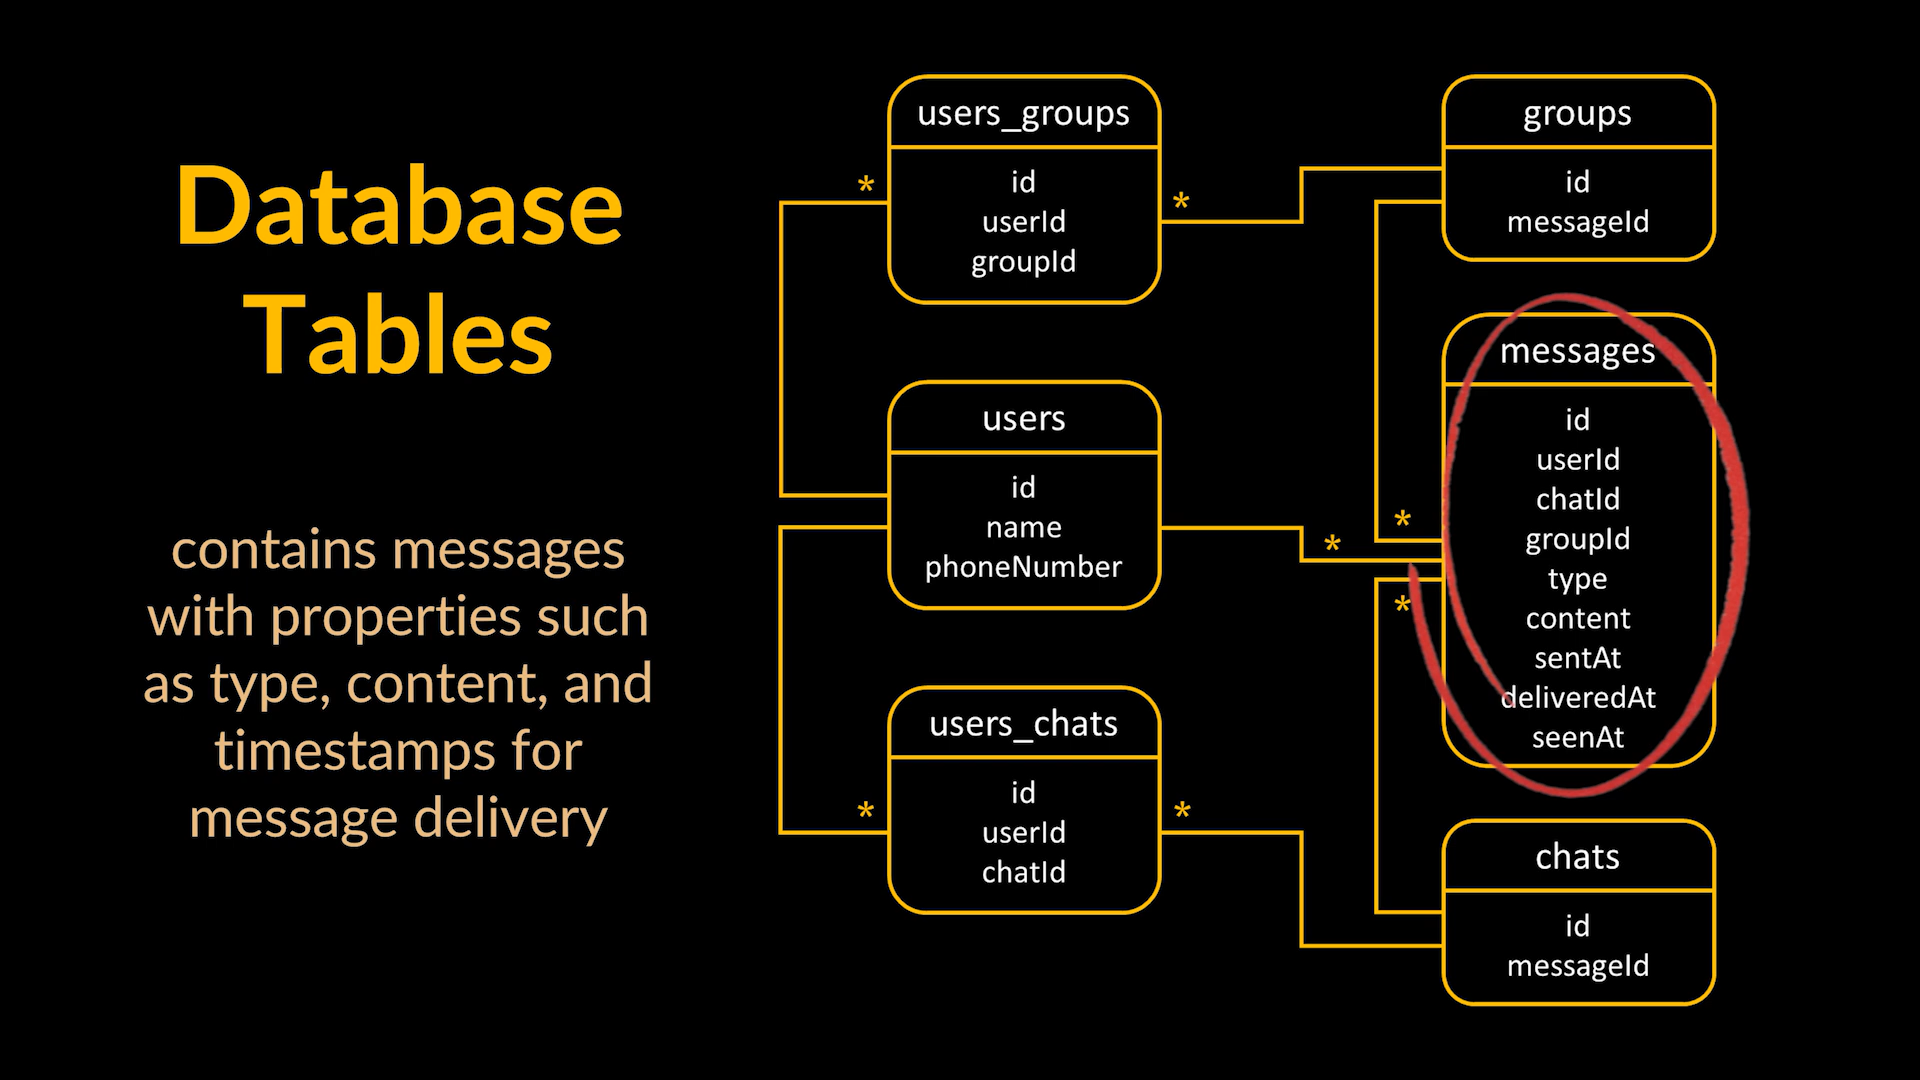 Database
Tables
contains messages
with properties such
as type, content, and
timestamps for
message delivery
users_groups
id
userId
groupId
*
*
users
id
name
phoneNumber
*
users_chats
id
userId
chatId
*
*
groups
id
messageId
messages
id
userId
chatId
groupId
type
content
sentAt
deliveredAt
seenAt
*
*
chats
id
messageId